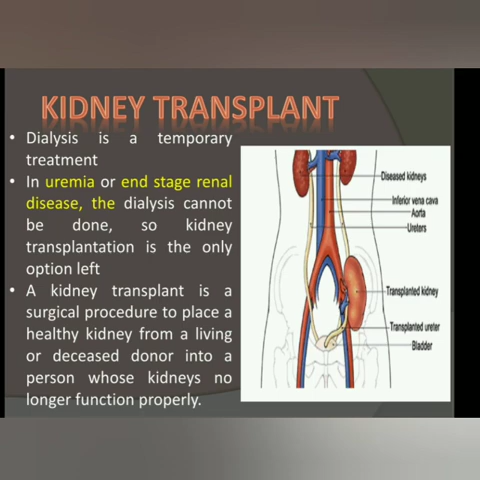 KIDNEY TRANSPLANT
• Dialysis is a temporary
treatment
• In uremia or end stage renal
disease, the dialysis cannot
be done, so kidney
transplantation is the only
option left
• A kidney transplant is a
surgical procedure to place a
healthy kidney from a living
or deceased donor into a
person whose kidneys no
longer function properly.
Diseased kidneys
Inferior vena cava
Aorta
Ureters
Transplanted kidney
Transplanted ureter
Bladder